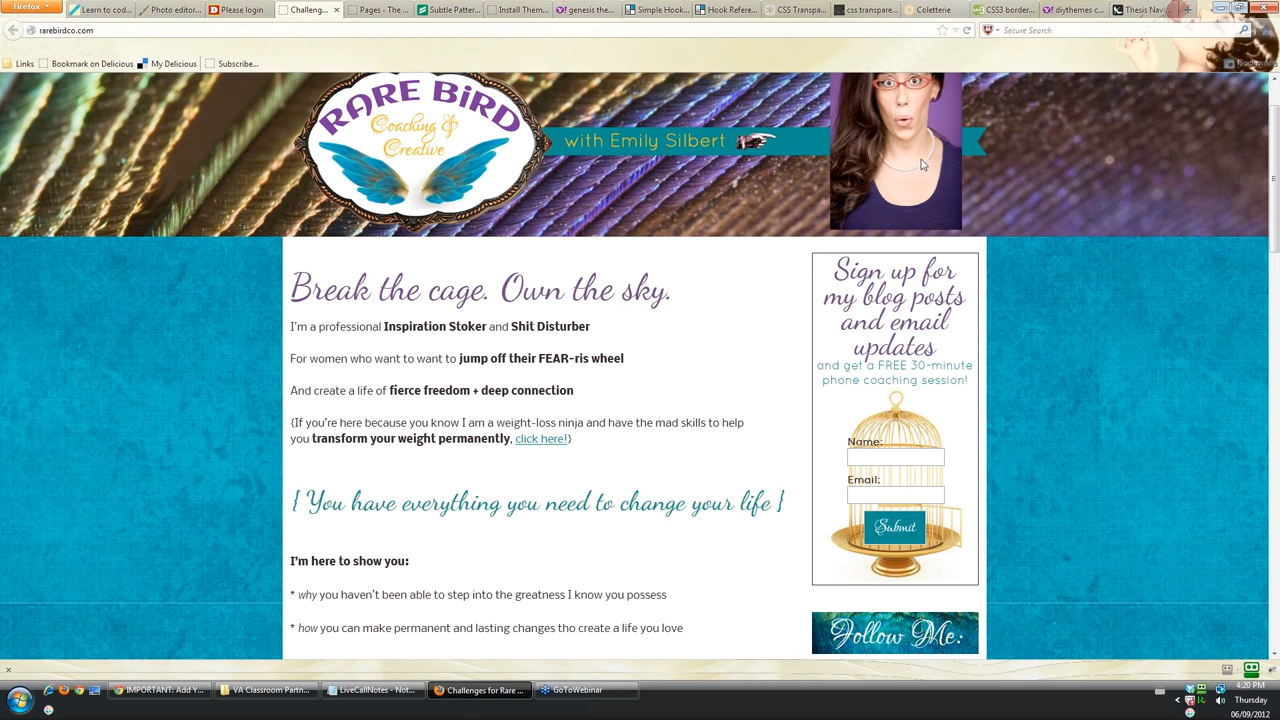 Firefox
Learn to cod...
Photo editor...
Please login
Challeng...
Pages - The ...
Subtle Patter...
Install Them...
genesis the...
Simple Hook...
Hook Refere...
CSS Transpa...
css transpare...
Coletterie
CSS3 border...
diythemes c...
Thesis Nav
rarebirdco.com
Secure Search
Links
Bookmark on Delicious
My Delicious
Subscribe...
Bookmarks
RARE BiRD
Coaching &
Creative
with Emily Silbert
Break the cage. Own the sky.
I'm a professional Inspiration Stoker and Shit Disturber
For women who want to want to jump off their FEAR-ris wheel
And create a life of fierce freedom + deep connection
{If you're here because you know I am a weight-loss ninja and have the mad skills to help
you transform your weight permanently, click here!}
{ You have everything you need to change your life }
I'm here to show you:
* why you haven't been able to step into the greatness I know you possess
* how you can make permanent and lasting changes tho create a life you love
Sign up for
my blog posts
and email
updates
and get a FREE 30-minute
phone coaching session!
Name:
Email:
Submit
Follow Me:
IMPORTANT: Add Y...
VA Classroom Partn...
LiveCallNotes - Not...
Challenges for Rare ...
GoToWebinar
4:20 PM
Thursday
06/09/2012